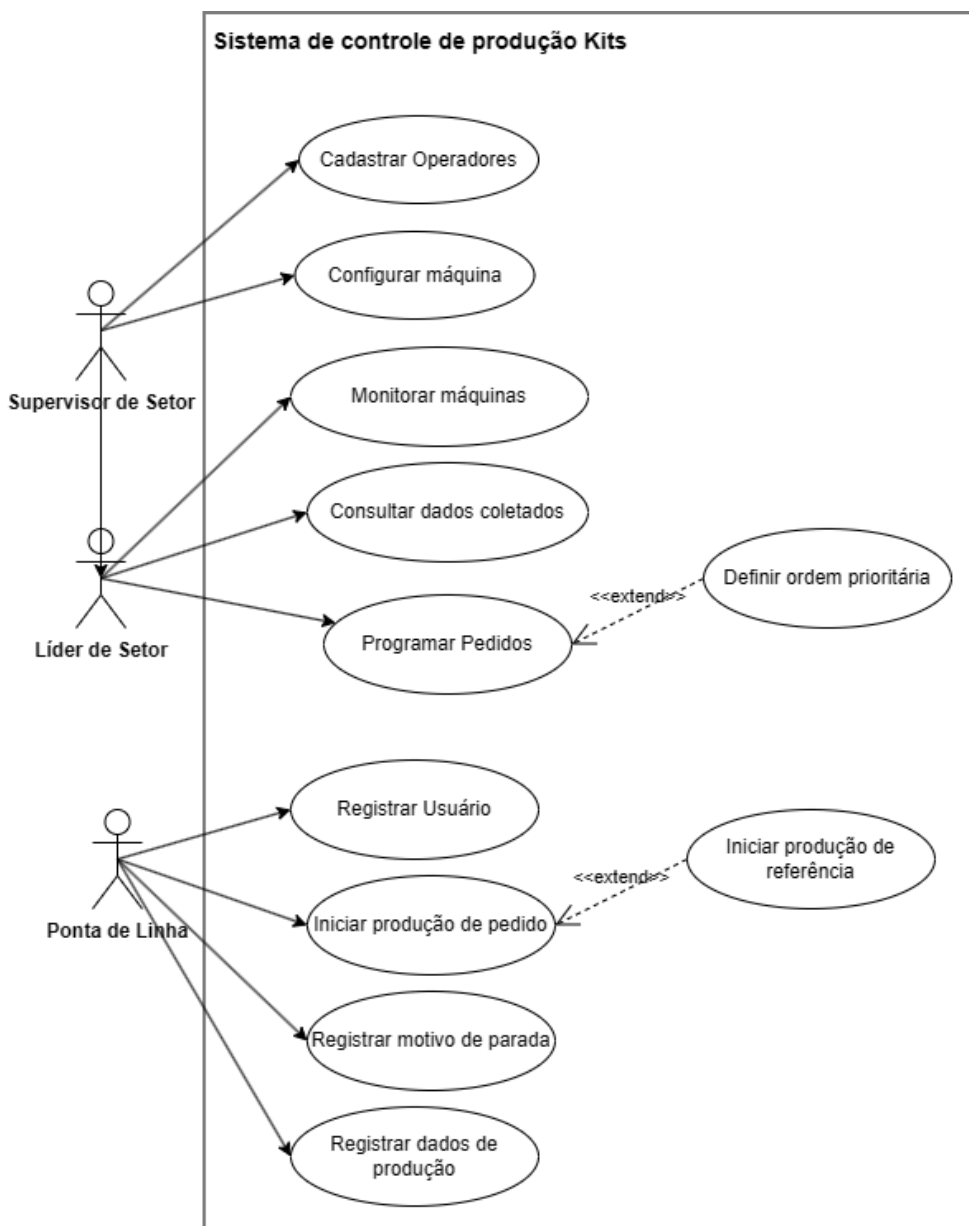 Sistema de controle de produção Kits
Cadastrar Operadores
Configurar máquina
Supervisor de Setor
Monitorar máquinas
Consultar dados coletados
Definir ordem prioritária
<<extend>>
Programar Pedidos
Líder de Setor
Registrar Usuário
Iniciar produção de
referência
<<extend>>
Iniciar produção de pedido
Ponta de Linha
Registrar motivo de parada
Registrar dados de
produção